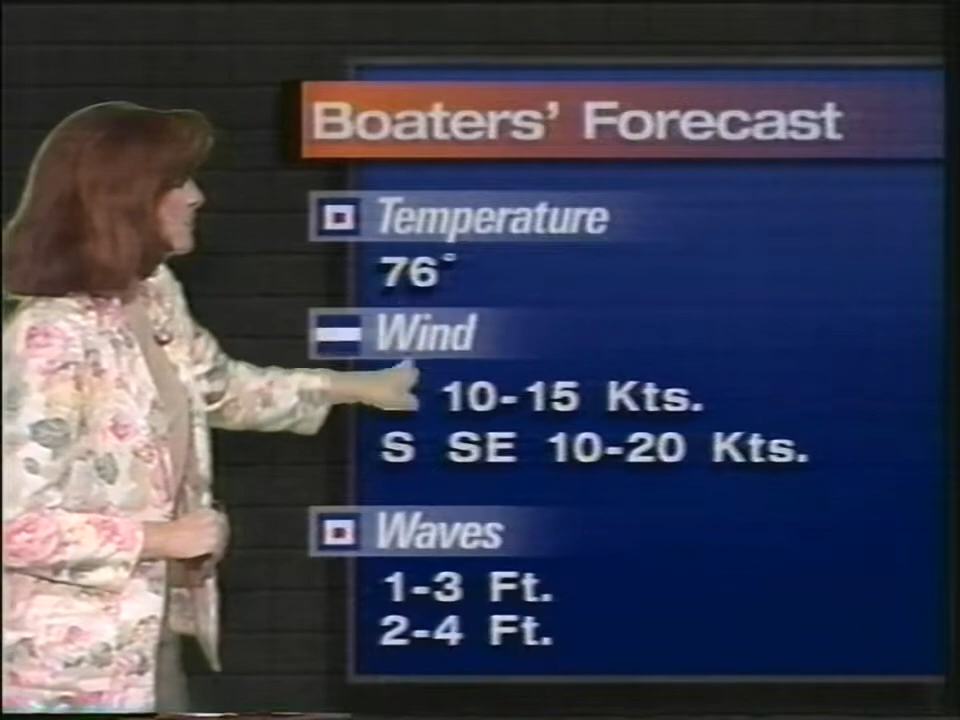 Boaters' Forecast
Temperature
76°
Wind
10-15 Kts.
S SE 10-20 Kts.
Waves
1-3 Ft.
2-4 Ft.